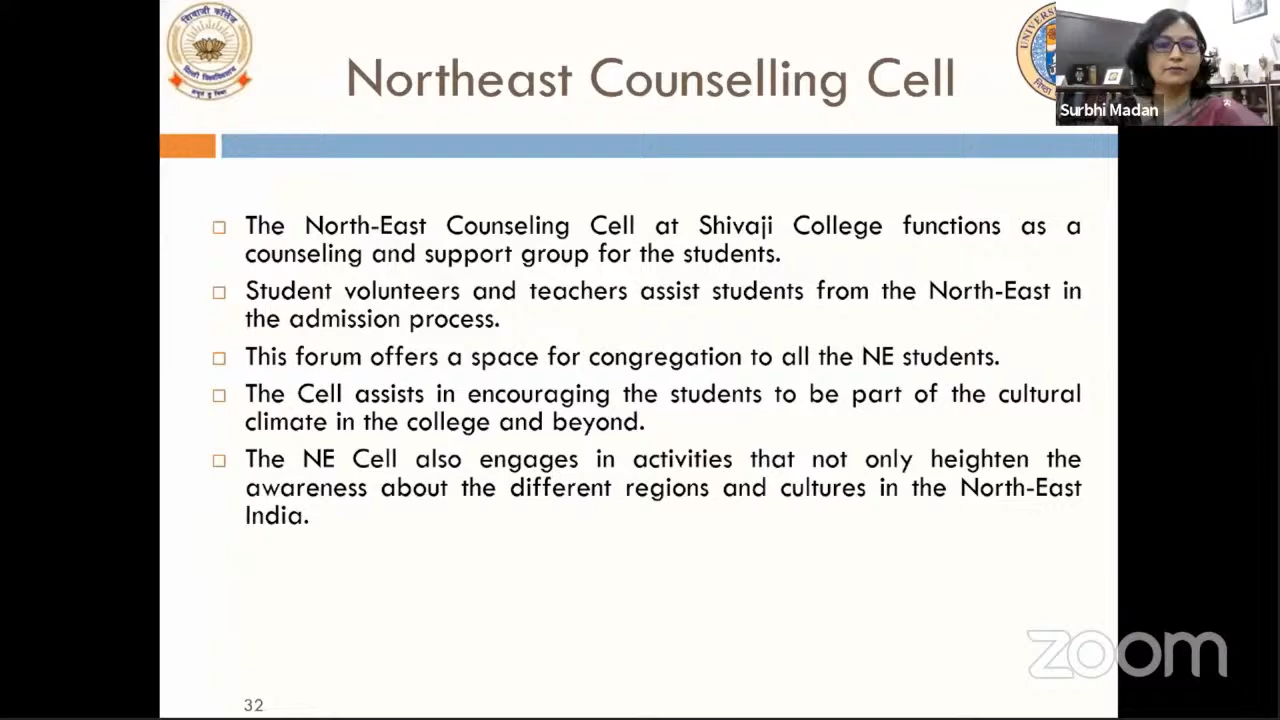 शिवाजी कॉलेज
Northeast Counselling Cell
Surbhi Madan
The North-East Counseling Cell at Shivaji College functions as a
counseling and support group for the students.
Student volunteers and teachers assist students from the North-East in
the admission process.
This forum offers a space for congregation to all the NE students.
The Cell assists in encouraging the students to be part of the cultural
climate in the college and beyond.
The NE Cell also engages in activities that not only heighten the
awareness about the different regions and cultures in the North-East
India.
zoom
32